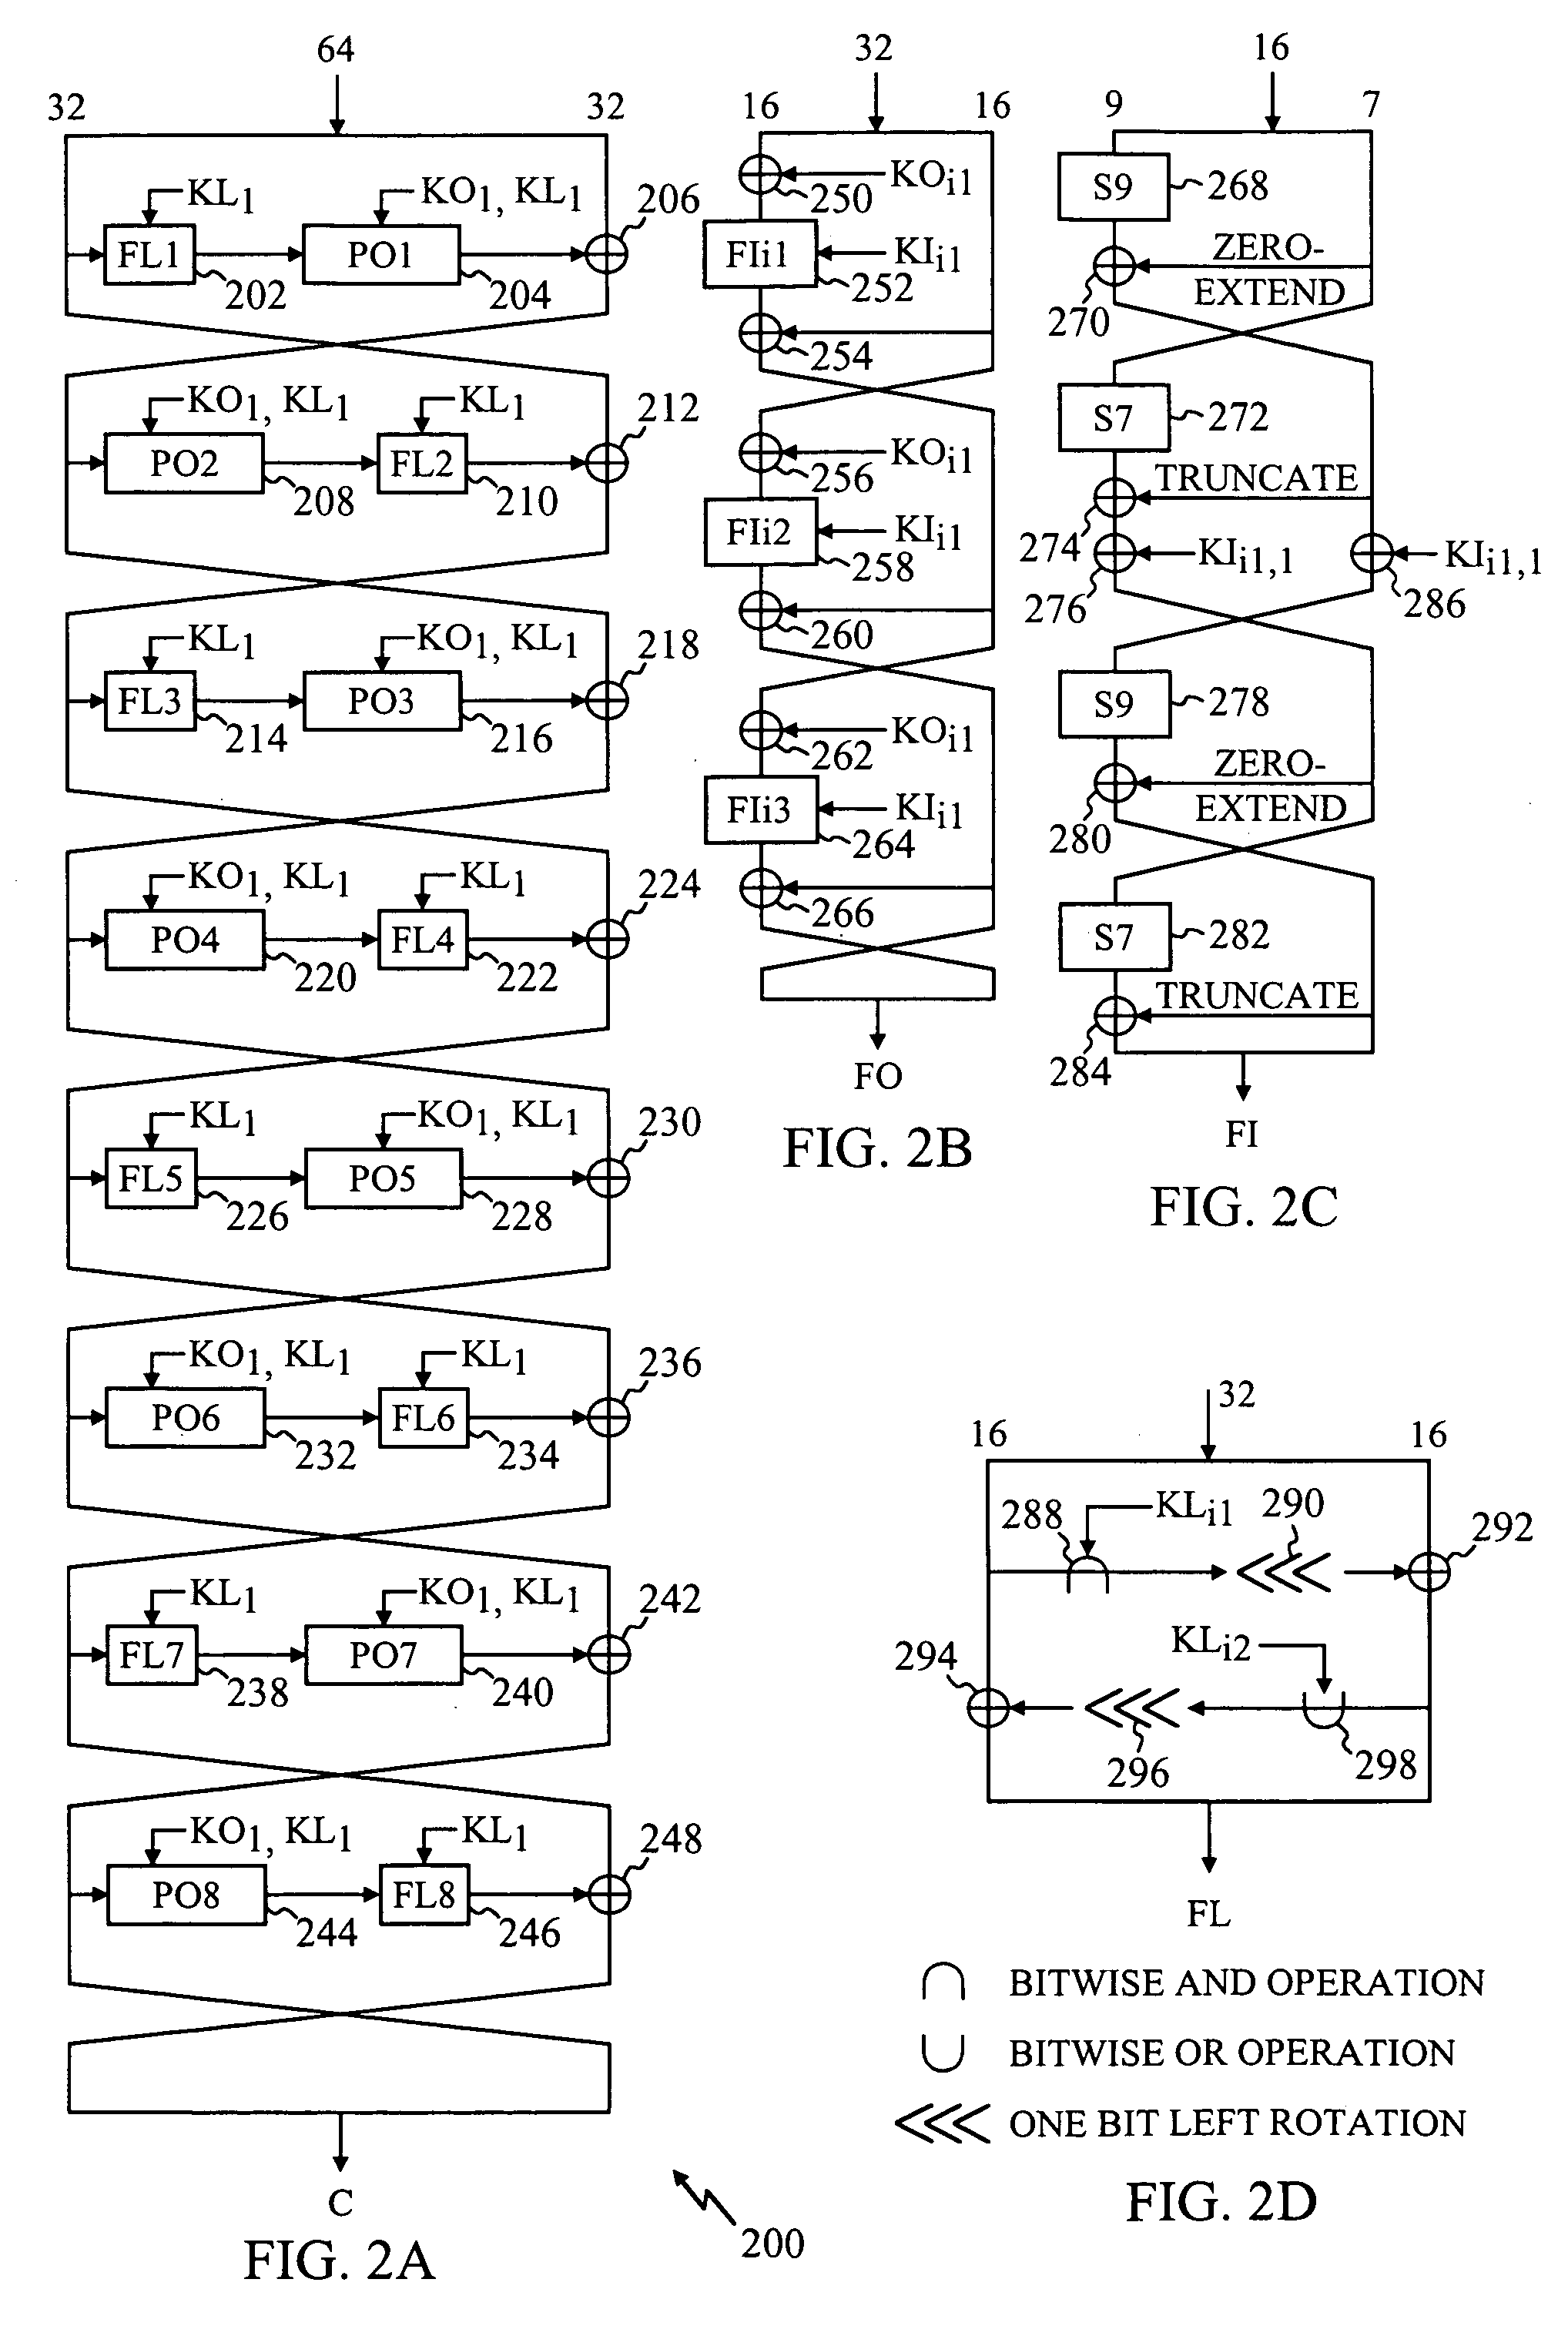 64
32 32
KL1 KO1, KL1 206
FL1 PO1
202 204
KO1, KL1 KL1 212
PO2 FL2
208 210
KL1 KO1, KL1 218
FL3 PO3
214 216
KO1, KL1 KL1 224
PO4 FL4
220 222
KL1 KO1, KL1 230
FL5 PO5
226 228
KO1, KL1 KL1 236
PO6 FL6
232 234
KL1 KO1, KL1 242
FL7 PO7
238 240
KO1, KL1 KL1 248
PO8 FL8
244 246
C
FIG. 2A
200
32
16 16
KOi1
250
FIi1 KIi1
252
254
KOi1
256
FIi2 KIi1
258
260
KOi1
262
FIi3 KIi1
264
266
FO
FIG. 2B
16
9 7
S9 268
ZERO-
EXTEND
270
S7 272
TRUNCATE
274
KIi1,1 KIi1,1
276 286
S9 278
ZERO-
EXTEND
280
S7 282
TRUNCATE
284
FI
FIG. 2C
32
16 16
288 KLi1 290 292
294 KLi2
296 298
FL
BITWISE AND OPERATION
BITWISE OR OPERATION
ONE BIT LEFT ROTATION
FIG. 2D